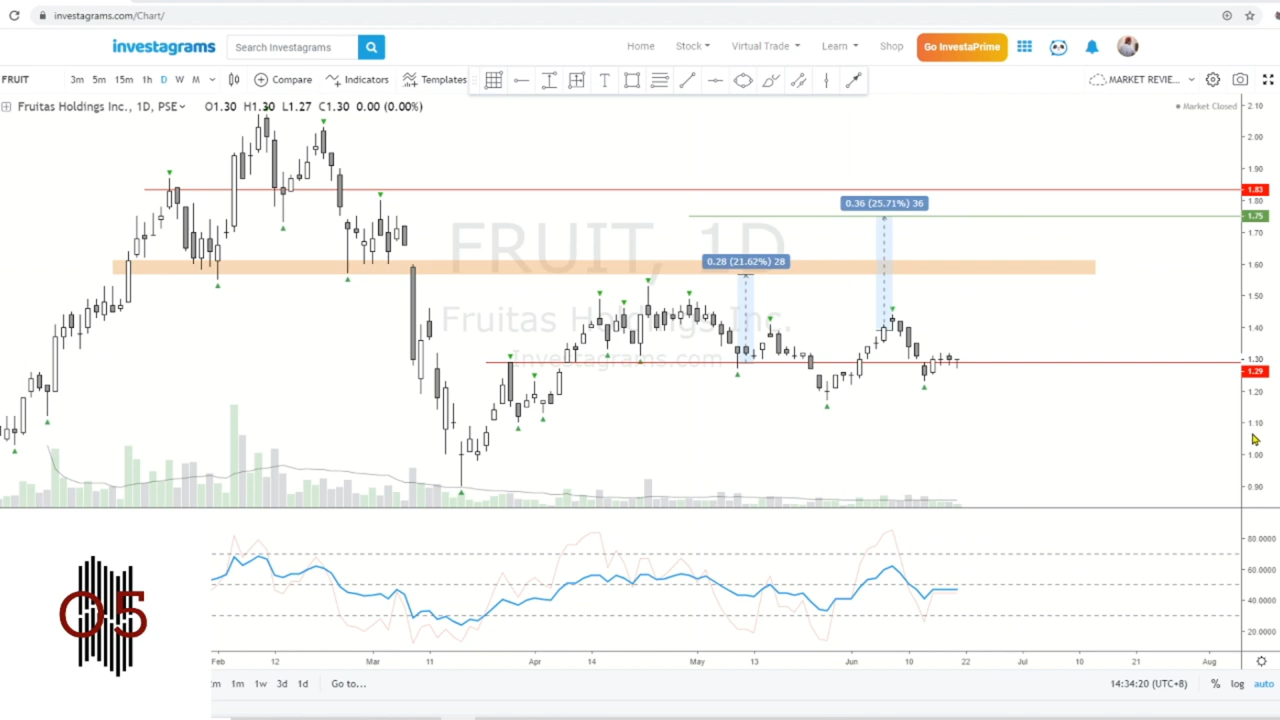 investagrams.com/Chart/
investagrams
Search Investagrams
Home
Stock
Virtual Trade
Learn
Shop
Go InvestaPrime
FRUIT
3m 5m 15m 1h D W M
Compare
Indicators
Templates
MARKET REVIE...
Fruitas Holdings Inc., 1D, PSE
O1.30 H1.30 L1.27 C1.30 0.00 (0.00%)
Market Closed
FRUIT, 1D
Fruitas Holdings Inc.
Investagrams.com
0.36 (25.71%) 36
0.28 (21.62%) 28
2.10
2.00
1.90
1.83
1.80
1.75
1.70
1.60
1.50
1.40
1.30
1.29
1.20
1.10
1.00
0.90
80.0000
60.0000
40.0000
20.0000
05
Feb 12 Mar 11 Apr 14 May 13 Jun 10 22 Jul 10 21 Aug
1m 1w 3d 1d Go to...
14:34:20 (UTC+8) % log auto